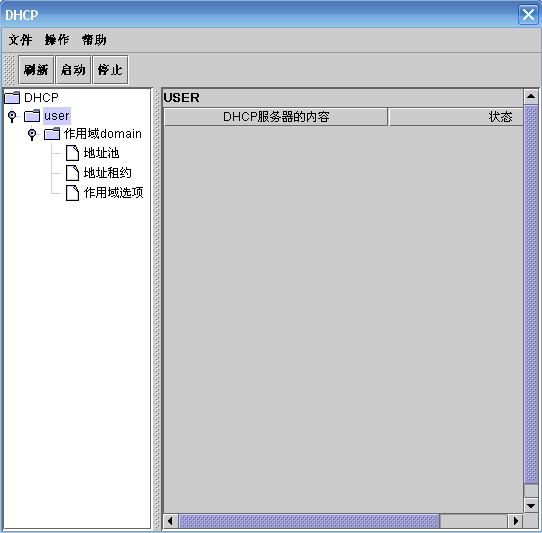 DHCP
文件 操作 帮助
刷新 启动 停止
DHCP
user
作用域domain
地址池
地址租约
作用域选项
USER
DHCP服务器的内容 状态